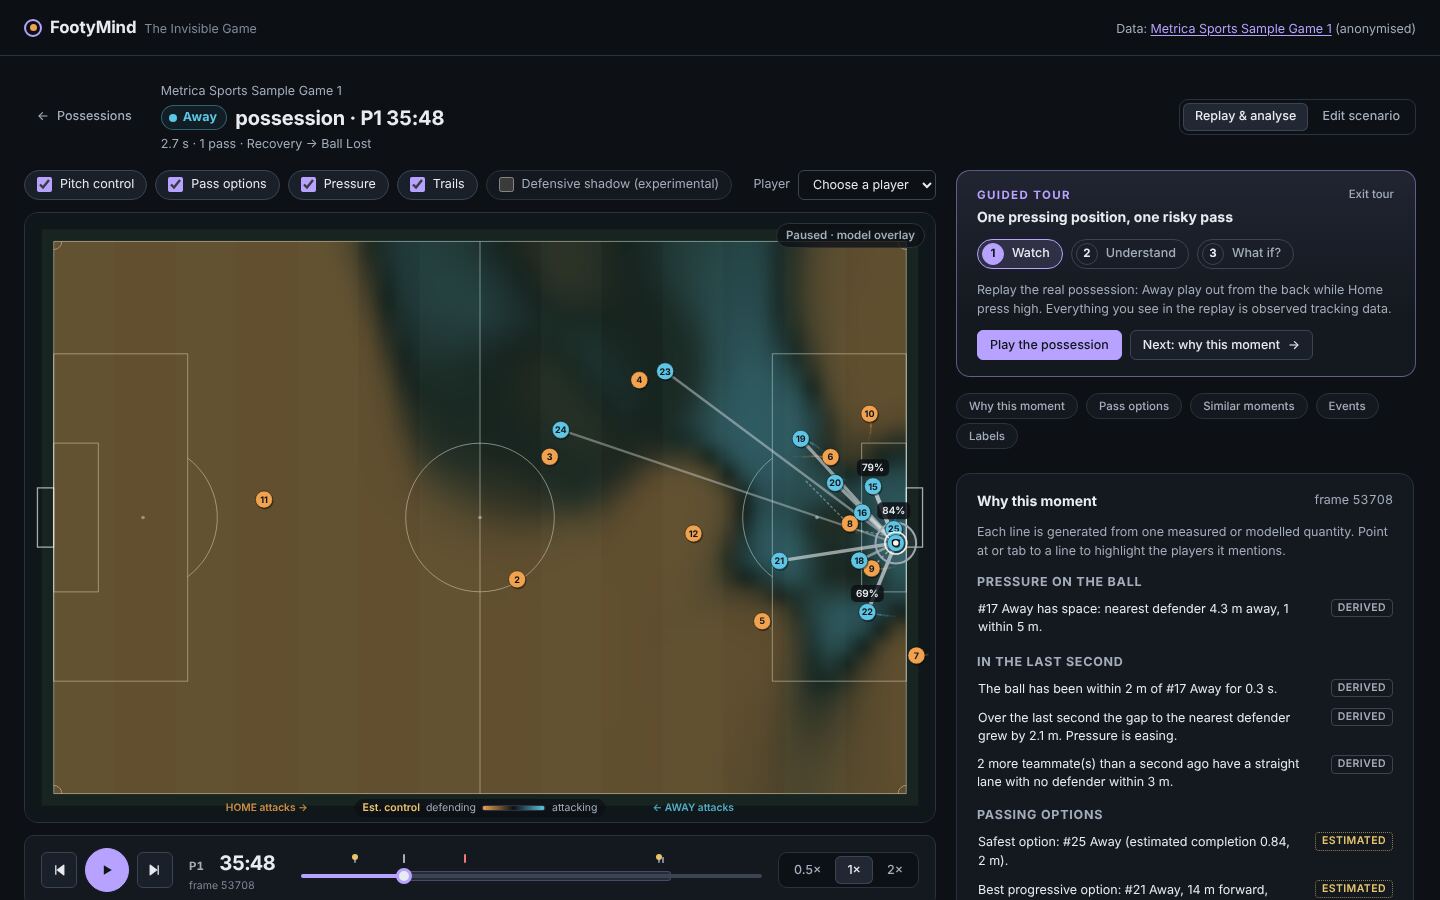 FootyMind The Invisible Game
Data: Metrica Sports Sample Game 1 (anonymised)
← Possessions
Metrica Sports Sample Game 1
Away possession · P1 35:48
2.7 s · 1 pass · Recovery → Ball Lost
Replay & analyse Edit scenario
Pitch control Pass options Pressure Trails Defensive shadow (experimental) Player Choose a player
Paused · model overlay
4 23
10
24
19
3 6
79%
20 15
11
16 84%
8 25
12
21 18 9
2
69%
22
5
7
HOME attacks → Est. control defending attacking ← AWAY attacks
P1 35:48
frame 53708
0.5× 1× 2×
GUIDED TOUR Exit tour
One pressing position, one risky pass
1 Watch 2 Understand 3 What if?
Replay the real possession: Away play out from the back while Home
press high. Everything you see in the replay is observed tracking data.
Play the possession Next: why this moment →
Why this moment Pass options Similar moments Events
Labels
Why this moment frame 53708
Each line is generated from one measured or modelled quantity. Point
at or tab to a line to highlight the players it mentions.
PRESSURE ON THE BALL
#17 Away has space: nearest defender 4.3 m away, 1 DERIVED
within 5 m.
IN THE LAST SECOND
The ball has been within 2 m of #17 Away for 0.3 s. DERIVED
Over the last second the gap to the nearest defender DERIVED
grew by 2.1 m. Pressure is easing.
2 more teammate(s) than a second ago have a straight DERIVED
lane with no defender within 3 m.
PASSING OPTIONS
Safest option: #25 Away (estimated completion 0.84, ESTIMATED
2 m).
Best progressive option: #21 Away, 14 m forward, ESTIMATED